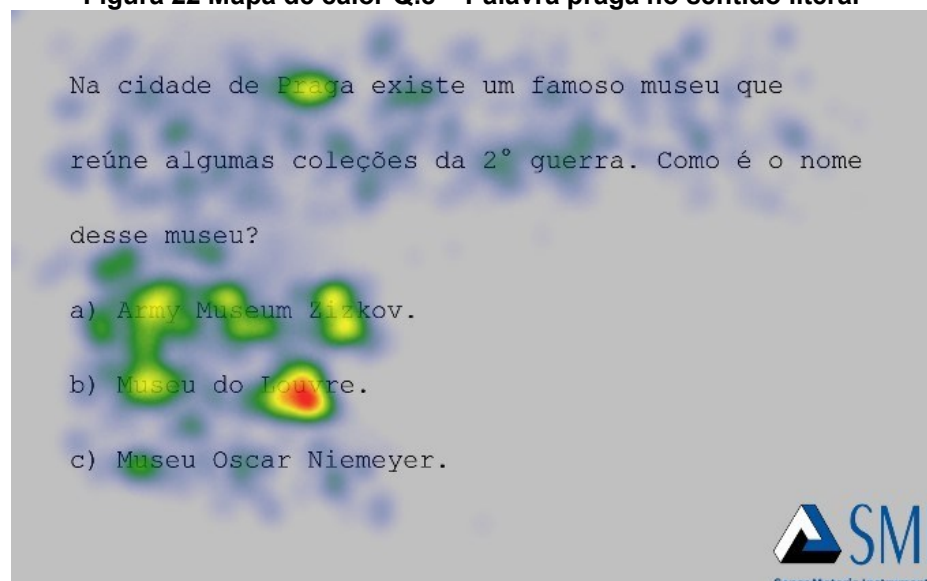 Figura 22 Mapa de calor Q.3 – Palavra praga no sentido literal
Na cidade de Praga existe um famoso museu que
reúne algumas coleções da 2° guerra. Como é o nome
desse museu?
a) Army Museum Zizkov.
b) Museu do Louvre.
c) Museu Oscar Niemeyer.
SM